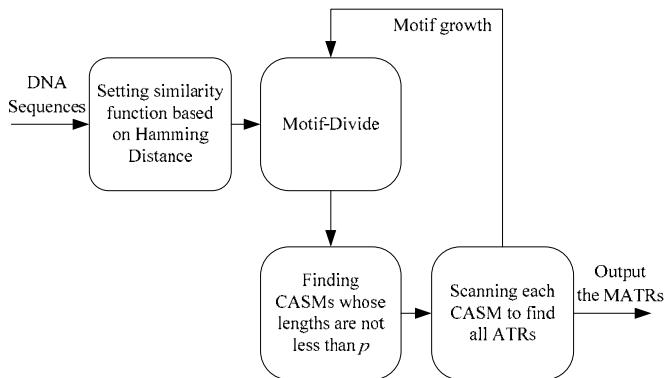 Motif growth
DNA
Sequences
Setting similarity
function based
on Hamming
Distance
Motif-Divide
Finding
CASMs whose
lengths are not
less than p
Scanning each
CASM to find
all ATRs
Output
the MATRs